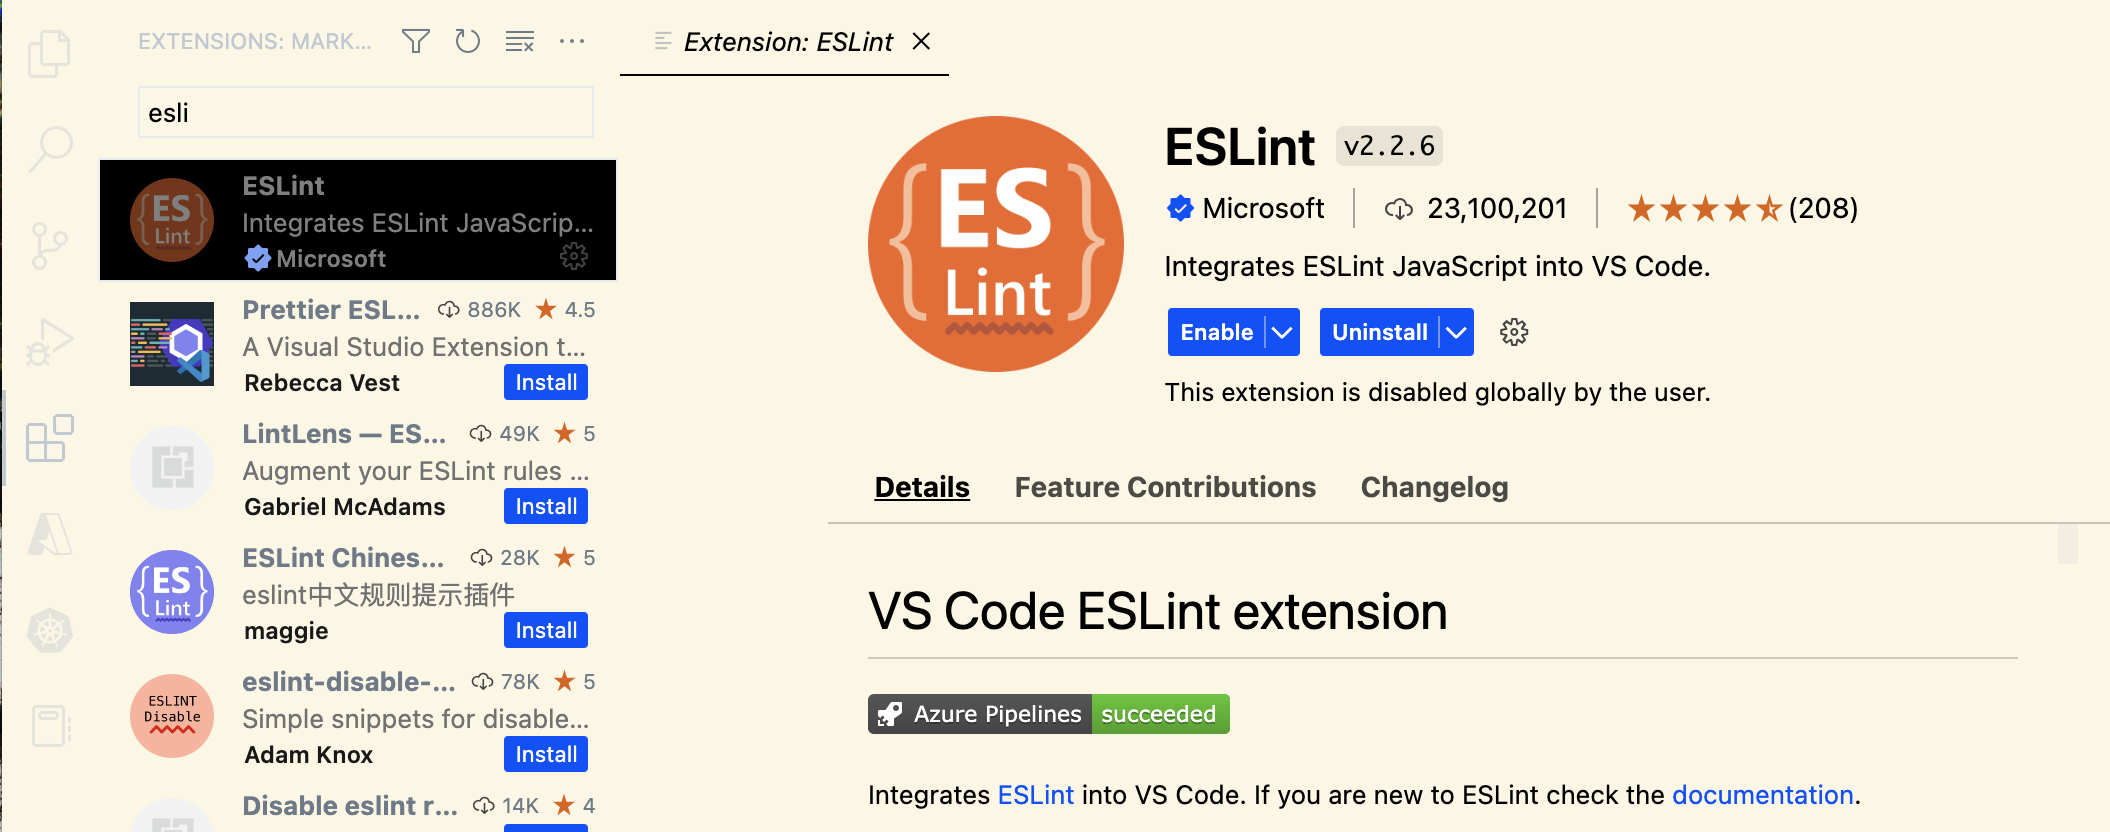 EXTENSIONS: MARK...
esli
ES
Lint
ESLint
Integrates ESLint JavaScrip...
Microsoft
Prettier ESL... 886K 4.5
A Visual Studio Extension t...
Rebecca Vest Install
LintLens — ES... 49K 5
Augment your ESLint rules ...
Gabriel McAdams Install
{ES
Lint}
ESLint Chines... 28K 5
eslint中文规则提示插件
maggie Install
ESLINT
Disable
eslint-disable-... 78K 5
Simple snippets for disable...
Adam Knox Install
Disable eslint r... 14K 4
Extension: ESLint
{ES
Lint}
ESLint v2.2.6
Microsoft | 23,100,201 | (208)
Integrates ESLint JavaScript into VS Code.
Enable Uninstall
This extension is disabled globally by the user.
Details Feature Contributions Changelog
VS Code ESLint extension
Azure Pipelines succeeded
Integrates ESLint into VS Code. If you are new to ESLint check the documentation.